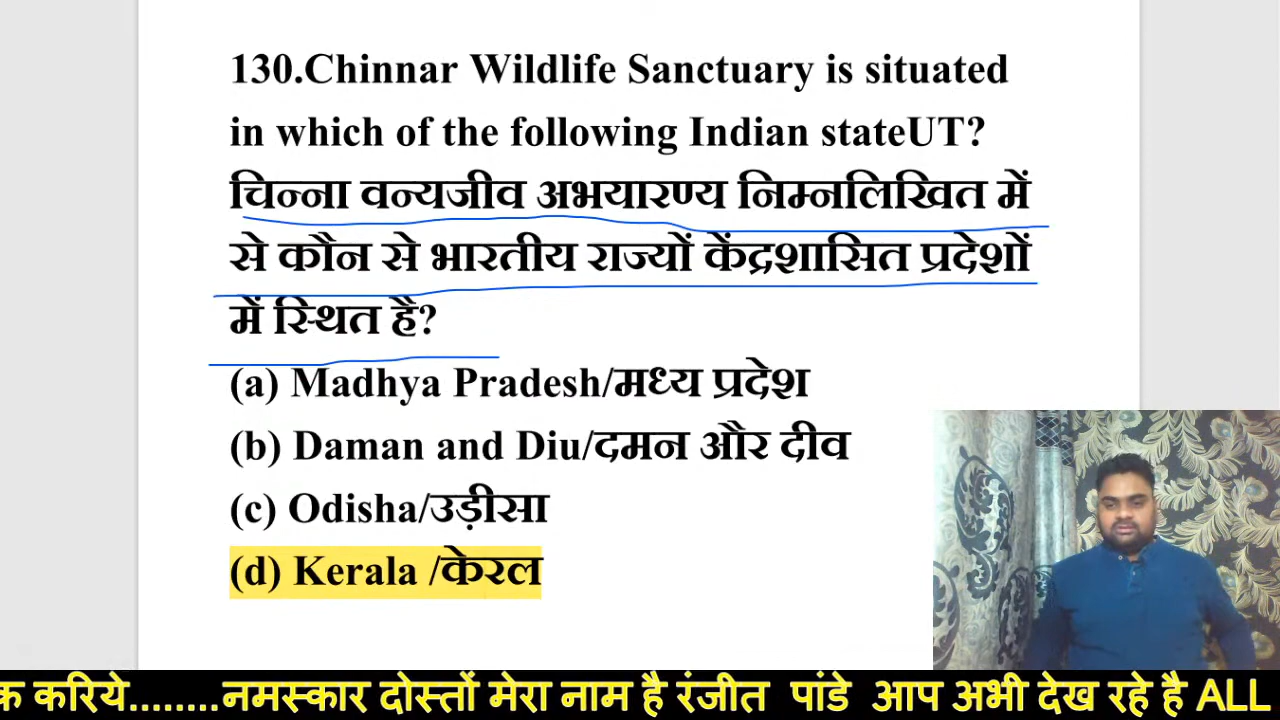 130.Chinnar Wildlife Sanctuary is situated
in which of the following Indian stateUT?
चिन्ना वन्यजीव अभयारण्य निम्नलिखित में
से कौन से भारतीय राज्यों केंद्रशासित प्रदेशों
में स्थित है?
(a) Madhya Pradesh/मध्य प्रदेश
(b) Daman and Diu/दमन और दीव
(c) Odisha/उड़ीसा
(d) Kerala /केरल
क करिये........नमस्कार दोस्तों मेरा नाम है रंजीत पांडे आप अभी देख रहे है ALL